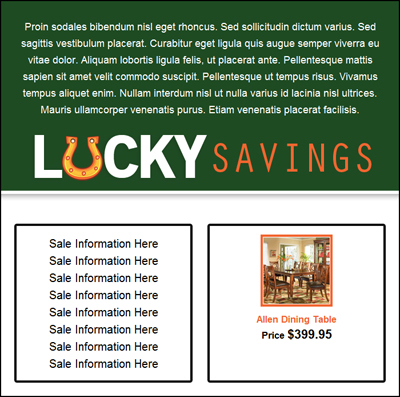 Proin sodales bibendum nisl eget rhoncus. Sed sollicitudin dictum varius. Sed
sagittis vestibulum placerat. Curabitur eget ligula quis augue semper viverra eu
vitae dolor. Aliquam lobortis ligula felis, ut placerat ante. Pellentesque mattis
sapien sit amet velit commodo suscipit. Pellentesque ut tempus risus. Vivamus
tempus aliquet enim. Nullam interdum nisl ut nulla varius id lacinia nisl ultrices.
Mauris ullamcorper venenatis purus. Etiam venenatis placerat facilisis.
LUCKY SAVINGS
Sale Information Here
Sale Information Here
Sale Information Here
Sale Information Here
Sale Information Here
Sale Information Here
Sale Information Here
Sale Information Here
Allen Dining Table
Price $399.95